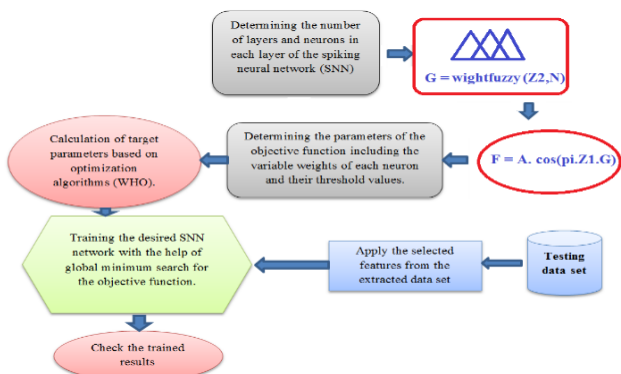 Determining the number
of layers and neurons in
each layer of the spiking
neural network (SNN)
G = wightfuzzy (Z2,N)
Calculation of target
parameters based on
optimization
algorithms (WHO).
Determining the parameters of the
objective function including the
variable weights of each neuron
and their threshold values.
F = A. cos(pi.Z1.G)
Training the desired SNN
network with the help of
global minimum search for
the objective function.
Apply the selected
features from the
extracted data set
Testing
data set
Check the trained
results